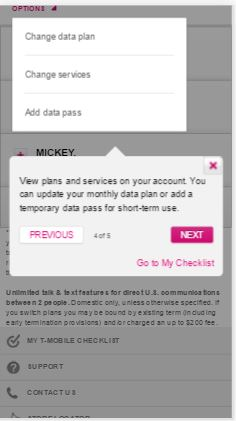 OPTIONS
Change data plan
Change services
Add data pass
MICKEY,
View plans and services on your account. You
can update your monthly data plan or add a
temporary data pass for short-term use.
PREVIOUS 4 of 5 NEXT
Go to My Checklist
Unlimited talk & text features for direct U.S. communications
between 2 people. Domestic only, unless otherwise specified. If
you switch plans you may be bound by existing term (including
early termination provisions) and/or charged an up to $200 fee.
MY T-MOBILE CHECKLIST
SUPPORT
CONTACT US
STORE LOCATOR